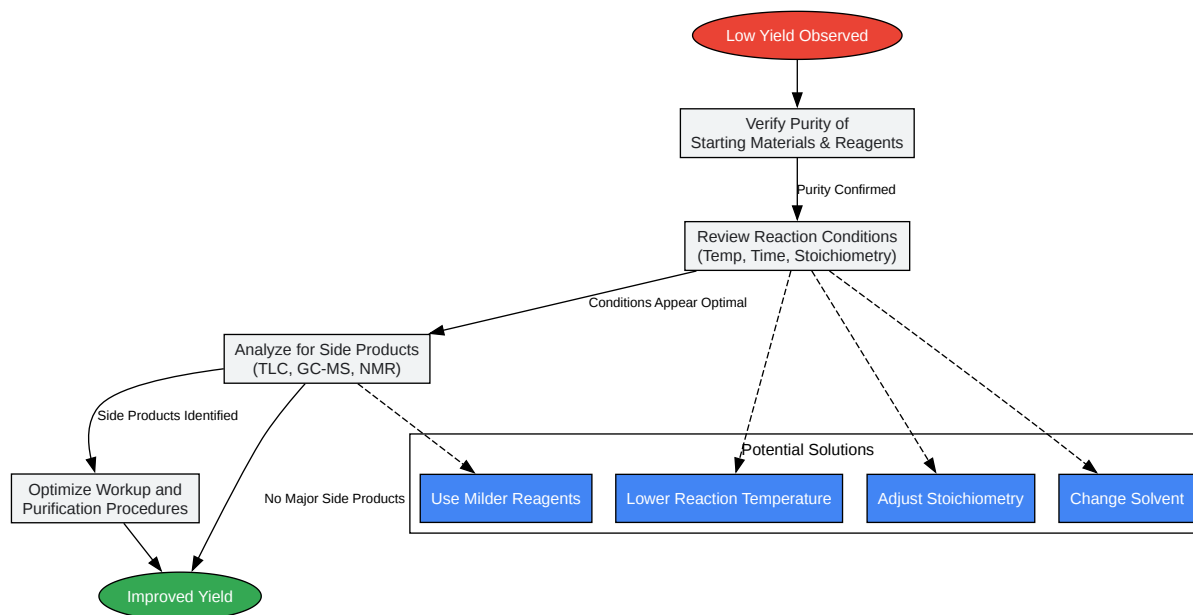 Low Yield Observed
Verify Purity of
Starting Materials & Reagents
Purity Confirmed
Review Reaction Conditions
(Temp, Time, Stoichiometry)
Conditions Appear Optimal
Analyze for Side Products
(TLC, GC-MS, NMR)
Side Products Identified
Potential Solutions
Optimize Workup and
Purification Procedures
No Major Side Products
Use Milder Reagents
Lower Reaction Temperature
Adjust Stoichiometry
Change Solvent
Improved Yield